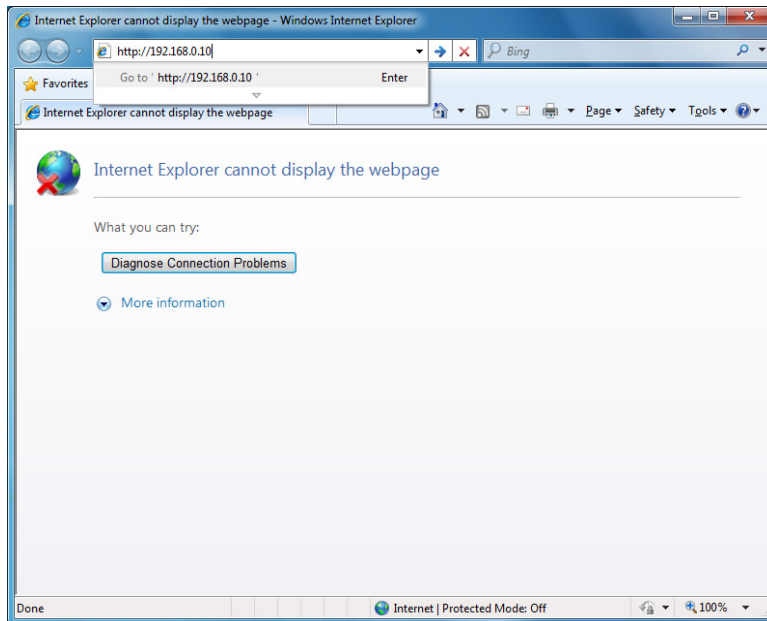 Internet Explorer cannot display the webpage - Windows Internet Explorer
http://192.168.0.10
Bing
Go to ' http://192.168.0.10 ' Enter
Favorites
Internet Explorer cannot display the webpage
Page Safety Tools
Internet Explorer cannot display the webpage
What you can try:
Diagnose Connection Problems
More information
Done
Internet | Protected Mode: Off
100%